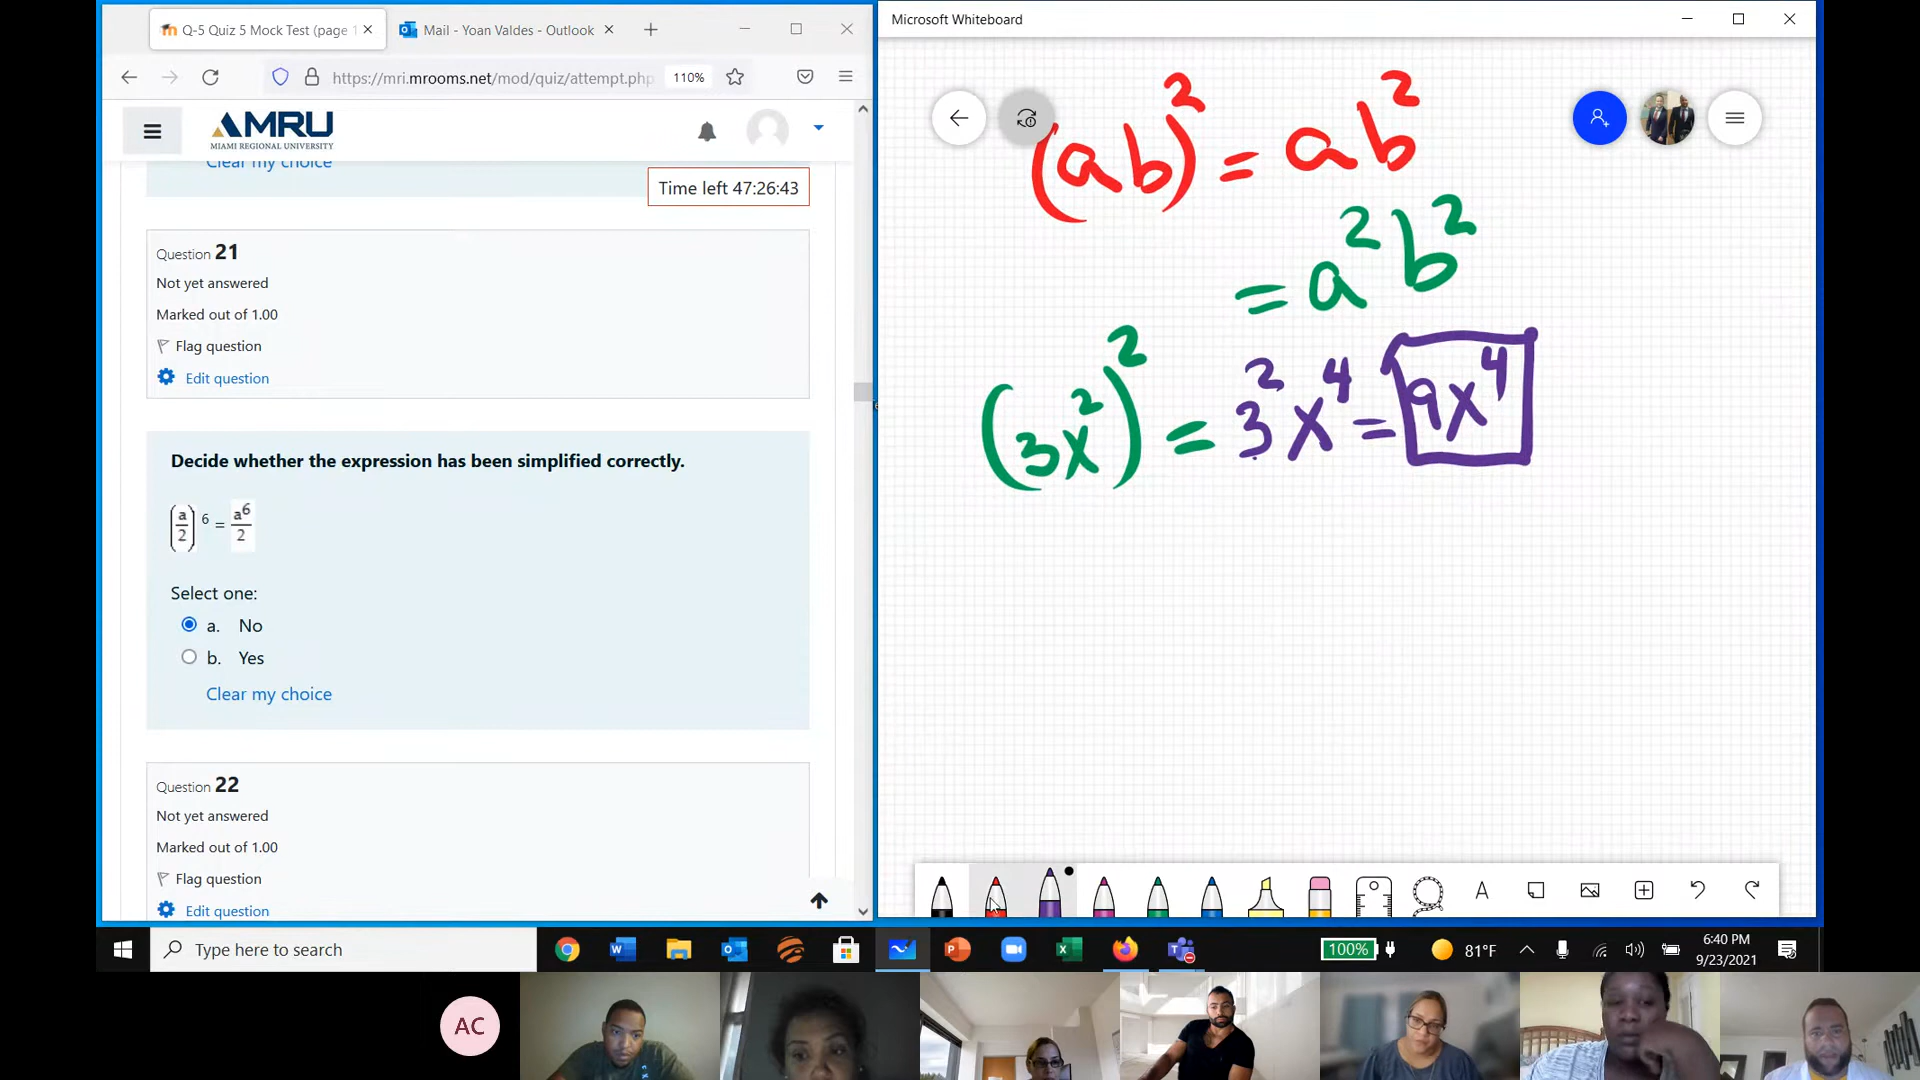 Q-5 Quiz 5 Mock Test (page 1
Mail - Yoan Valdes - Outlook
https://mri.mrooms.net/mod/quiz/attempt.php
110%
AMRU
MIAMI REGIONAL UNIVERSITY
Clear my choice
Time left 47:26:43
Question 21
Not yet answered
Marked out of 1.00
Flag question
Edit question
Decide whether the expression has been simplified correctly.
(a/2)^6 = a^6/2
Select one:
a. No
b. Yes
Clear my choice
Question 22
Not yet answered
Marked out of 1.00
Flag question
Edit question
Microsoft Whiteboard
(ab)² = ab²
= a²b²
(3x²)² = 3²x⁴ = 9x⁴
A
Type here to search
100%
81°F
6:40 PM
9/23/2021
AC